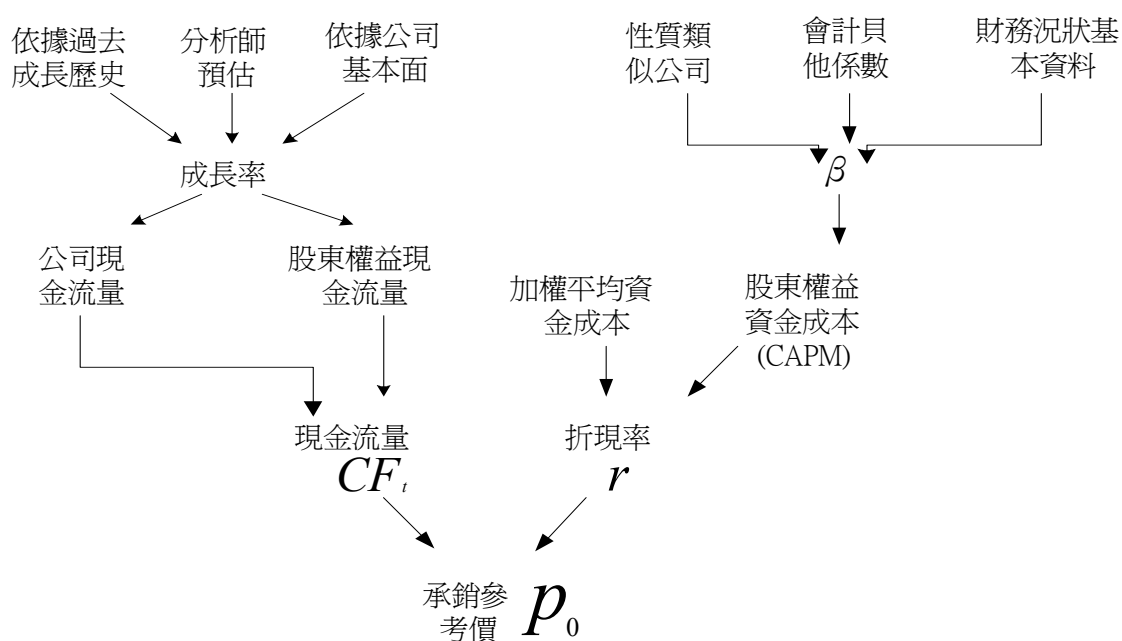 依據過去
成長歷史
分析師
預估
依據公司
基本面
性質類
似公司
會計貝
他係數
財務況狀基
本資料
成長率
β
公司現
金流量
股東權益現
金流量
加權平均資
金成本
股東權益
資金成本
(CAPM)
現金流量
CFt
折現率
r
承銷參
考價
p0